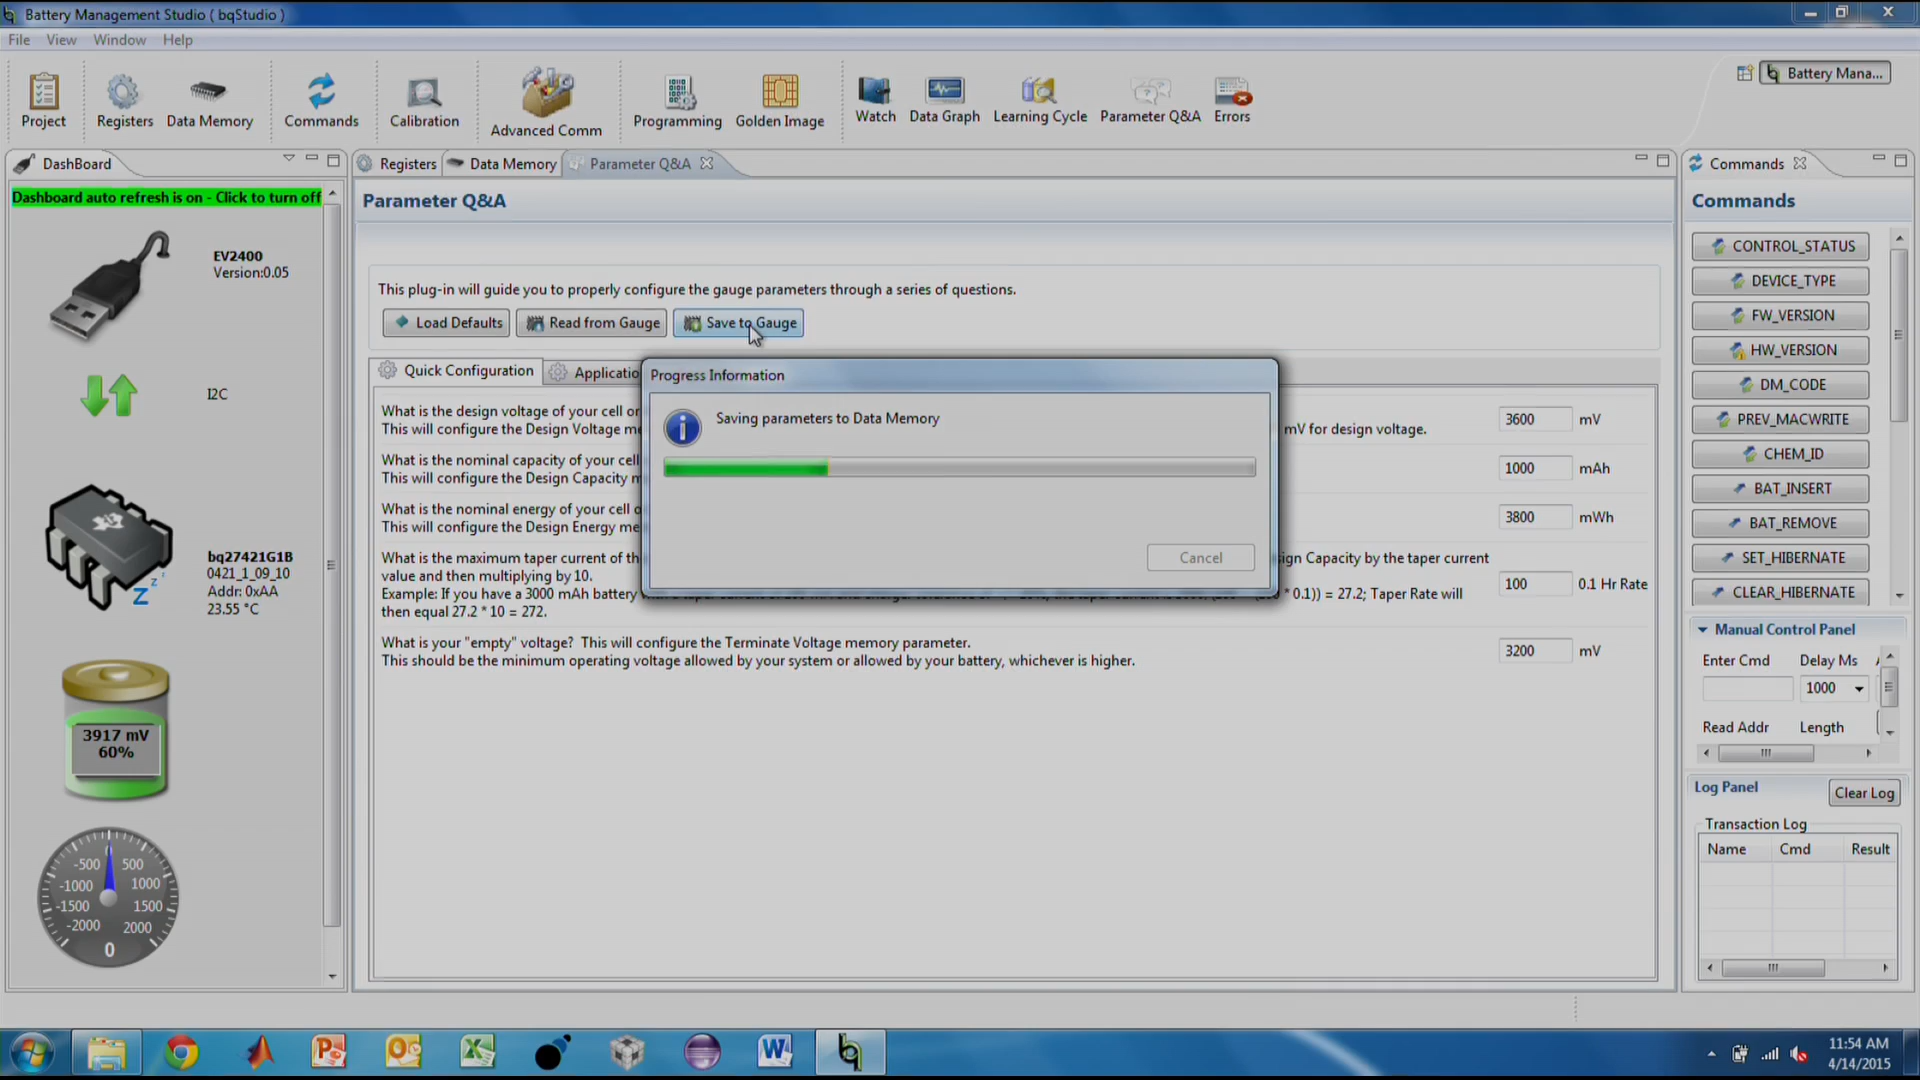 Battery Management Studio ( bqStudio )
File View Window Help
Project Registers Data Memory Commands Calibration Advanced Comm Programming Golden Image Watch Data Graph Learning Cycle Parameter Q&A Errors
Battery Mana...
DashBoard
Dashboard auto refresh is on - Click to turn off
EV2400
Version:0.05
I2C
bq27421G1B
0421_1_09_10
Addr: 0xAA
23.55 °C
3917 mV
60%
0
-500 500
-1000 1000
-1500 1500
-2000 2000
0
Registers Data Memory Parameter Q&A
Parameter Q&A
This plug-in will guide you to properly configure the gauge parameters through a series of questions.
Load Defaults Read from Gauge Save to Gauge
Quick Configuration Applicatio
What is the design voltage of your cell or
This will configure the Design Voltage me mV for design voltage.
3600 mV
What is the nominal capacity of your cell
This will configure the Design Capacity m
1000 mAh
What is the nominal energy of your cell o
This will configure the Design Energy me
3800 mWh
What is the maximum taper current of th ign Capacity by the taper current
value and then multiplying by 10.
Example: If you have a 3000 mAh battery * 0.1)) = 27.2; Taper Rate will
then equal 27.2 * 10 = 272.
100 0.1 Hr Rate
What is your "empty" voltage? This will configure the Terminate Voltage memory parameter.
This should be the minimum operating voltage allowed by your system or allowed by your battery, whichever is higher.
3200 mV
Progress Information
Saving parameters to Data Memory
Cancel
Commands
Commands
CONTROL_STATUS
DEVICE_TYPE
FW_VERSION
HW_VERSION
DM_CODE
PREV_MACWRITE
CHEM_ID
BAT_INSERT
BAT_REMOVE
SET_HIBERNATE
CLEAR_HIBERNATE
Manual Control Panel
Enter Cmd Delay Ms
1000
Read Addr Length
Log Panel
Clear Log
Transaction Log
Name Cmd Result
11:54 AM
4/14/2015